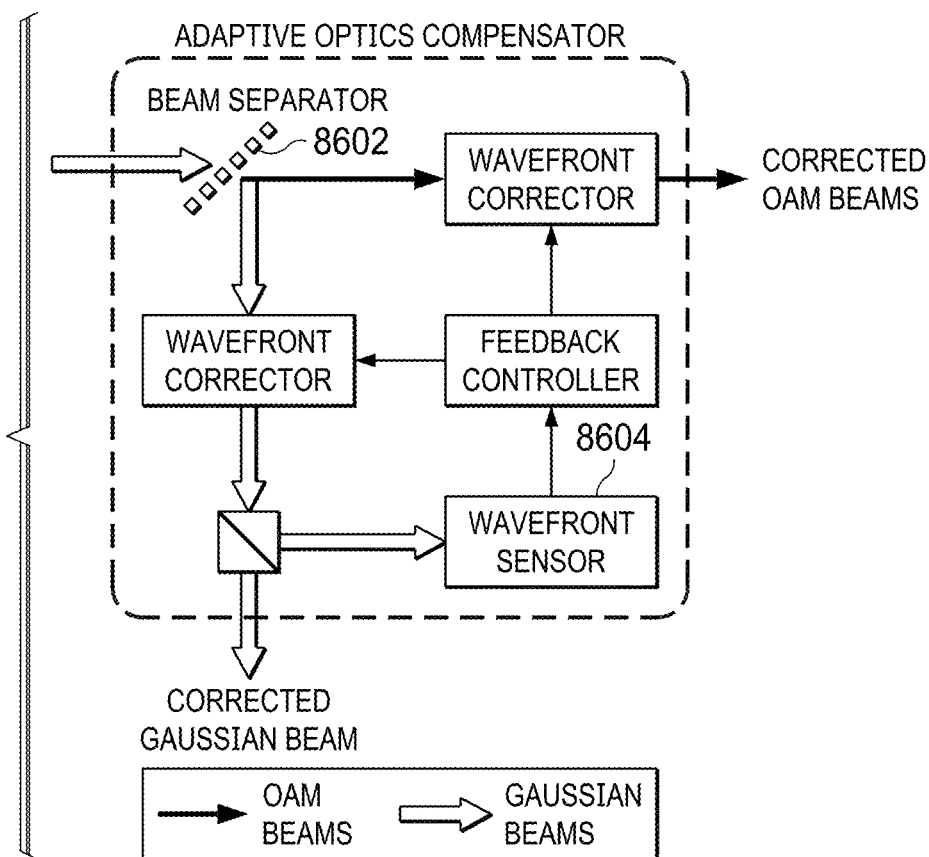 ADAPTIVE OPTICS COMPENSATOR
BEAM SEPARATOR
8602
WAVEFRONT
CORRECTOR
CORRECTED
OAM BEAMS
WAVEFRONT
CORRECTOR
FEEDBACK
CONTROLLER
8604
WAVEFRONT
SENSOR
CORRECTED
GAUSSIAN BEAM
OAM
BEAMS
GAUSSIAN
BEAMS